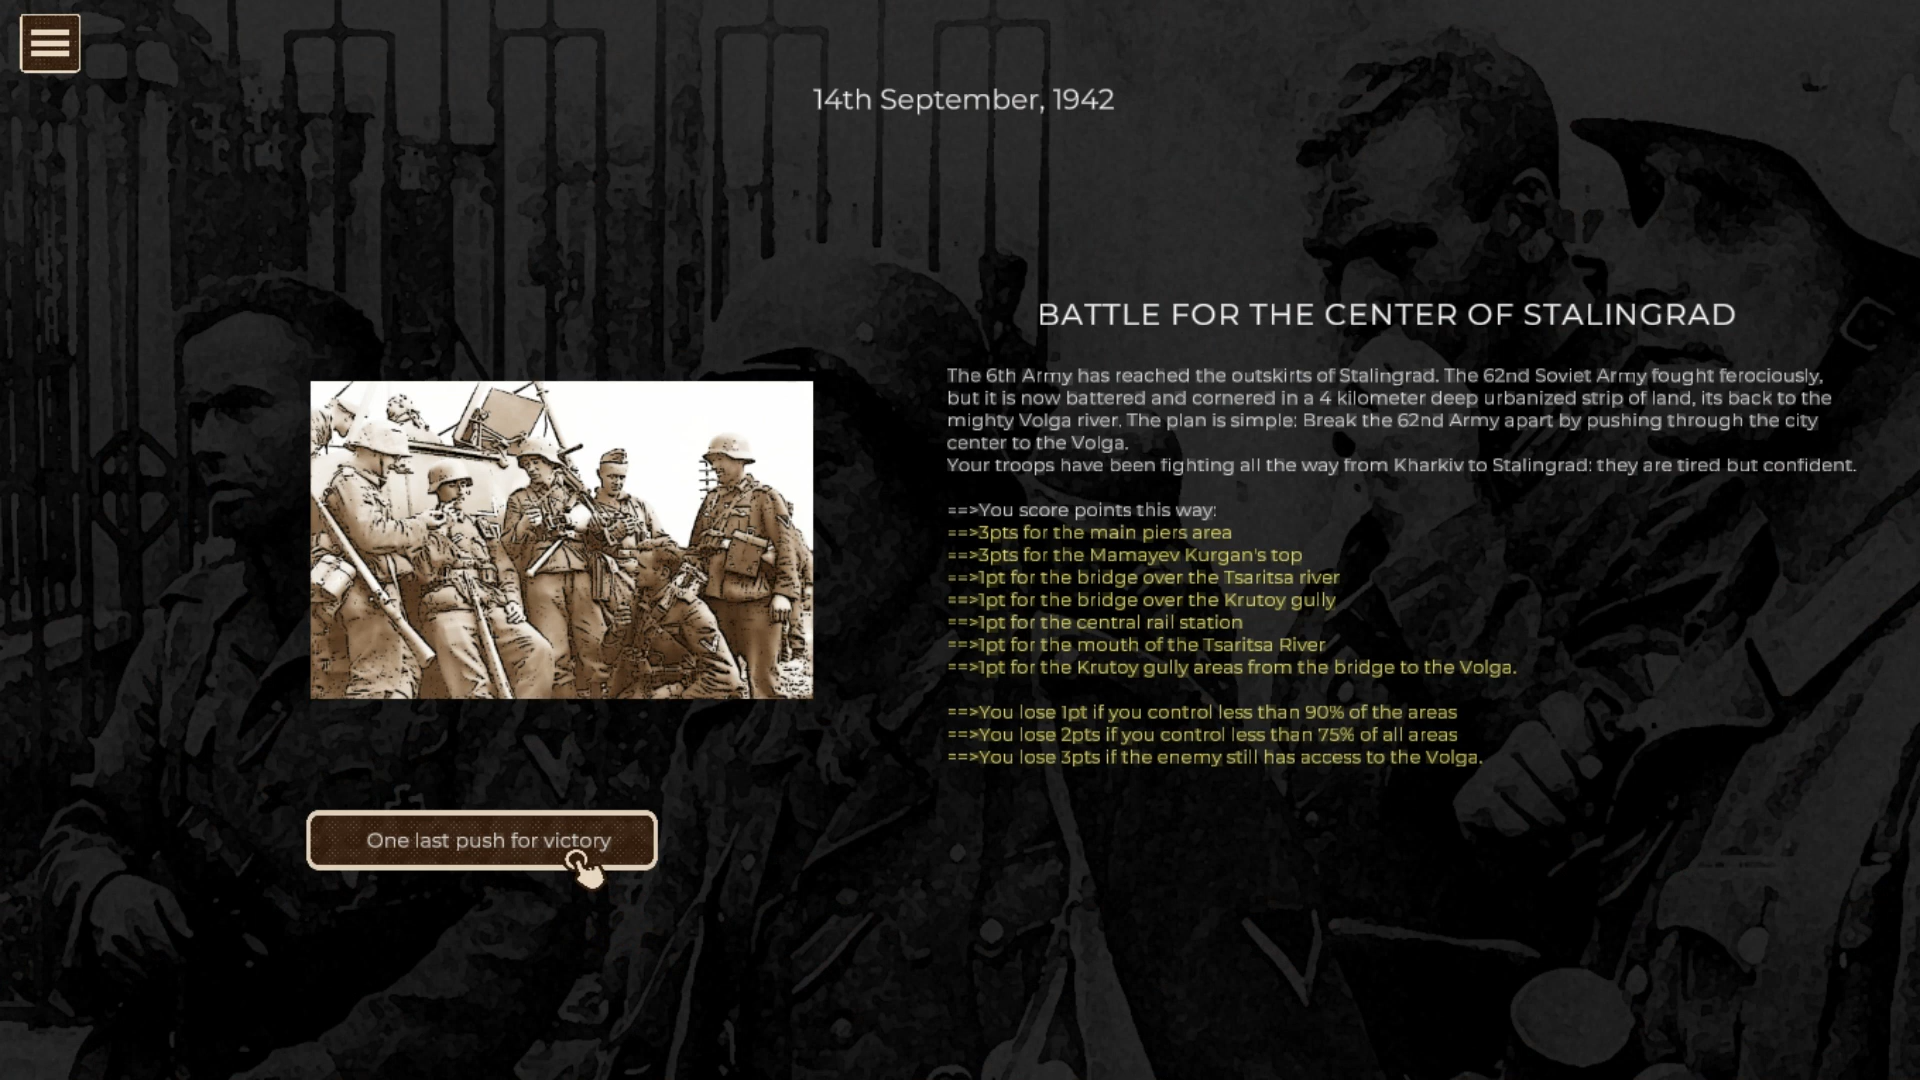 14th September, 1942
BATTLE FOR THE CENTER OF STALINGRAD
The 6th Army has reached the outskirts of Stalingrad. The 62nd Soviet Army fought ferociously,
but it is now battered and cornered in a 4 kilometer deep urbanized strip of land, its back to the
mighty Volga river. The plan is simple: Break the 62nd Army apart by pushing through the city
center to the Volga.
Your troops have been fighting all the way from Kharkiv to Stalingrad: they are tired but confident.
==>You score points this way:
==>3pts for the main piers area
==>3pts for the Mamayev Kurgan's top
==>1pt for the bridge over the Tsaritsa river
==>1pt for the bridge over the Krutoy gully
==>1pt for the central rail station
==>1pt for the mouth of the Tsaritsa River
==>1pt for the Krutoy gully areas from the bridge to the Volga.
==>You lose 1pt if you control less than 90% of the areas
==>You lose 2pts if you control less than 75% of all areas
==>You lose 3pts if the enemy still has access to the Volga.
One last push for victory